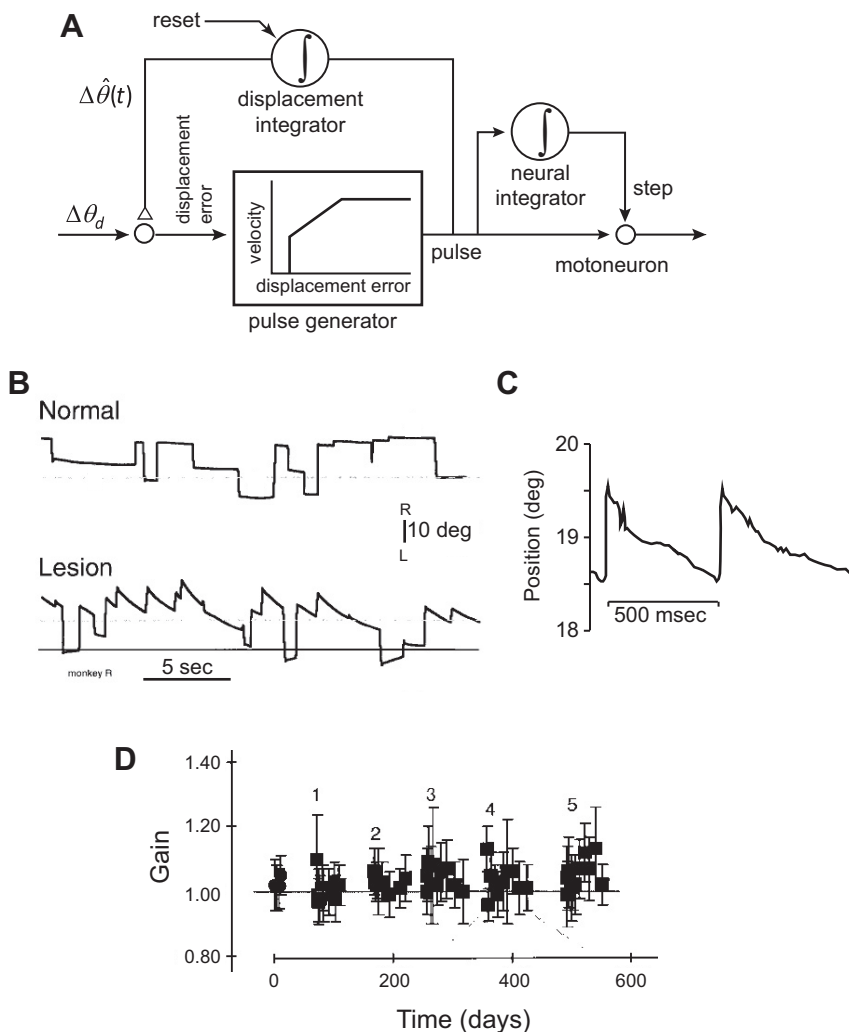 A
reset
∫
Δθ̂(t)
displacement
integrator
displacement
error
∫
neural
integrator
step
Δθd
velocity
displacement error
pulse
motoneuron
pulse generator
B
Normal
R
10 deg
L
Lesion
monkey R
5 sec
C
20
19
18
Position (deg)
500 msec
D
1.40
1.20
1.00
0.80
Gain
1
2
3
4
5
0
200
400
600
Time (days)